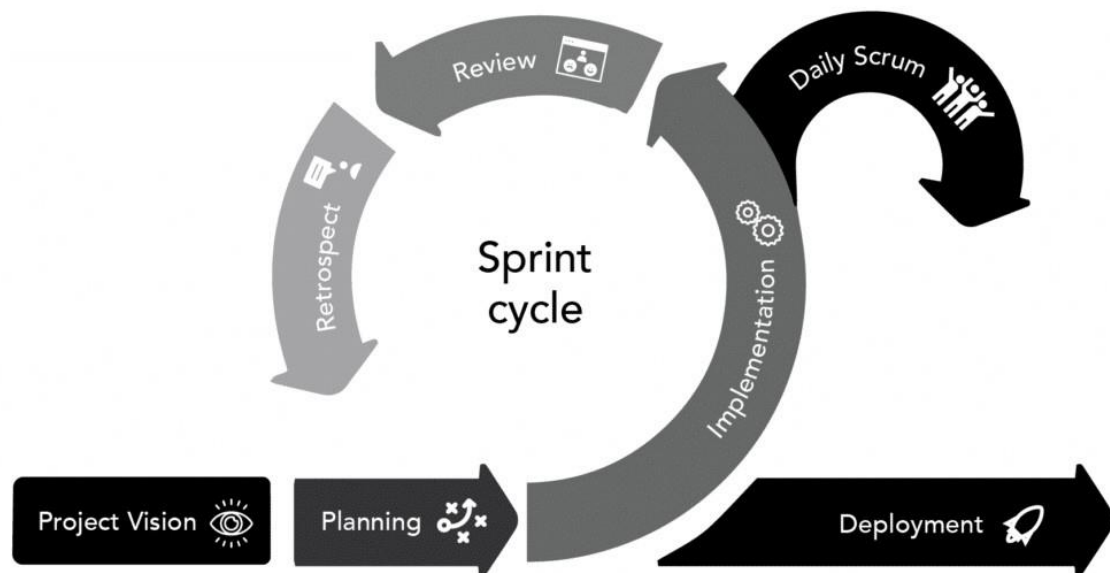 Review
Daily Scrum
Retrospect
Sprint
cycle
Implementation
Project Vision
Planning
Deployment